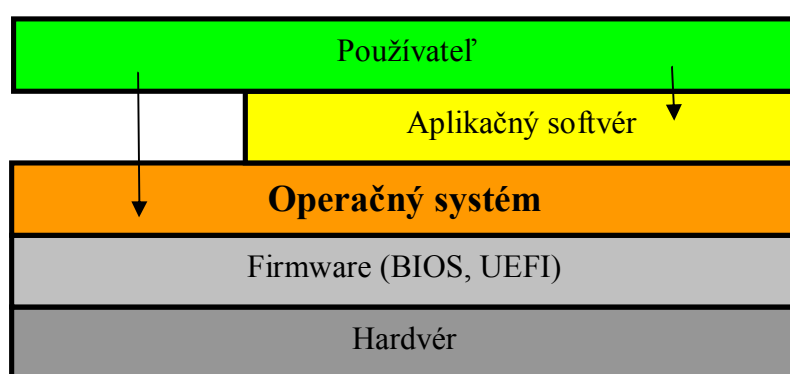 Používateľ
Aplikačný softvér
Operačný systém
Firmware (BIOS, UEFI)
Hardvér